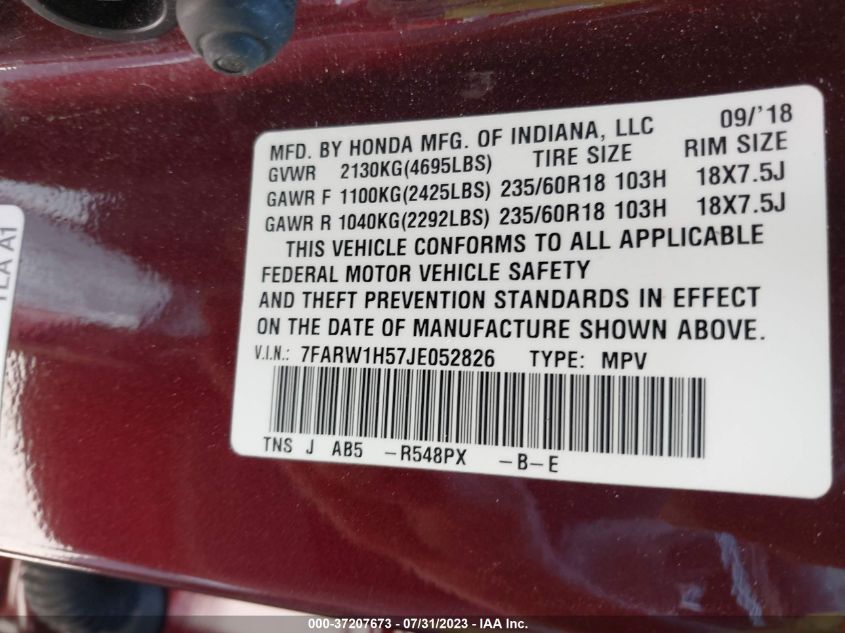 MFD. BY HONDA MFG. OF INDIANA, LLC 09/'18
GVWR 2130KG(4695LBS) TIRE SIZE RIM SIZE
GAWR F 1100KG(2425LBS) 235/60R18 103H 18X7.5J
GAWR R 1040KG(2292LBS) 235/60R18 103H 18X7.5J
THIS VEHICLE CONFORMS TO ALL APPLICABLE
FEDERAL MOTOR VEHICLE SAFETY
AND THEFT PREVENTION STANDARDS IN EFFECT
ON THE DATE OF MANUFACTURE SHOWN ABOVE.
V.I.N.: 7FARW1H57JE052826 TYPE: MPV
TNS J AB5 -R548PX -B-E
TLA A1
000-37207673 - 07/31/2023 - IAA Inc.